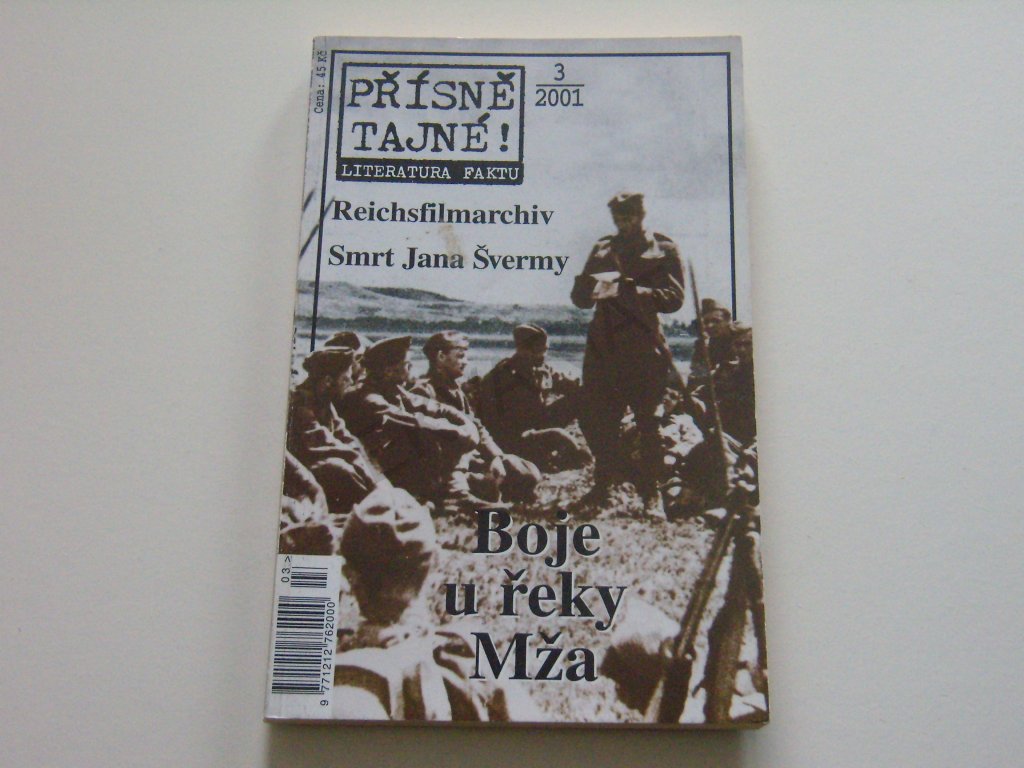 Cena: 45 Kč
PŘÍSNĚ
TAJNÉ!
LITERATURA FAKTU
3
2001
Reichsfilmarchiv
Smrt Jana Švermy
Boje
u řeky
Mža
03 >
9 771212 762000